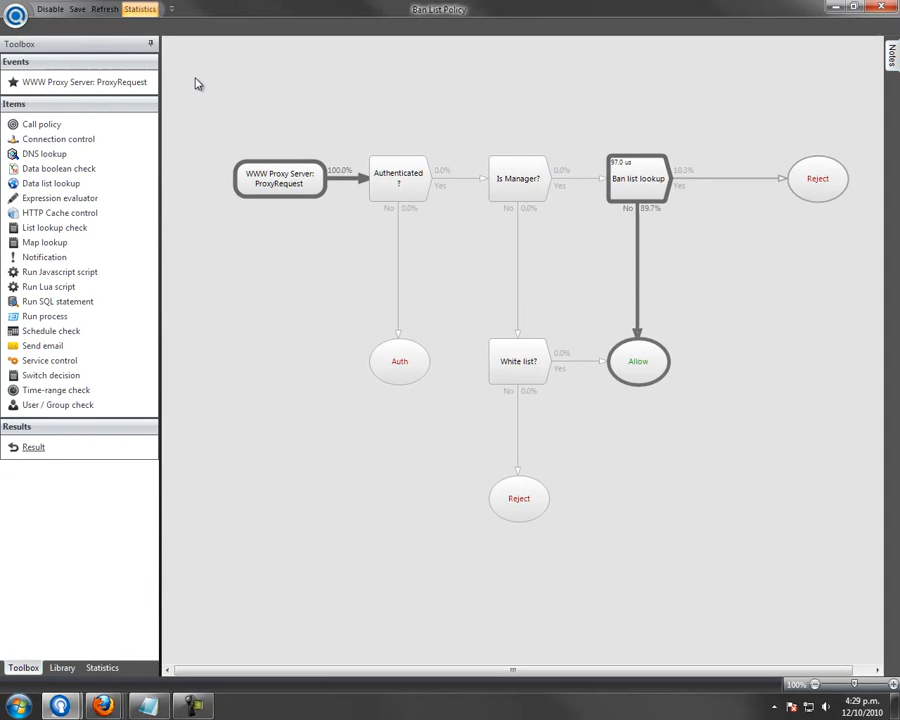 Disable Save Refresh Statistics
Ban List Policy
Toolbox
Notes
Events
WWW Proxy Server: ProxyRequest
Items
Call policy
Connection control
DNS lookup
Data boolean check
Data list lookup
Expression evaluator
HTTP Cache control
List lookup check
Map lookup
Notification
Run Javascript script
Run Lua script
Run SQL statement
Run process
Schedule check
Send email
Service control
Switch decision
Time-range check
User / Group check
Results
Result
WWW Proxy Server:
ProxyRequest
100.0%
Authenticated
?
0.0%
Yes
No 0.0%
Is Manager?
0.0%
Yes
No 0.0%
97.0 us
Ban list lookup
10.3%
Yes
No 89.7%
Reject
Auth
White list?
0.0%
Yes
No 0.0%
Allow
Reject
Toolbox Library Statistics
100%
4:29 p.m.
12/10/2010